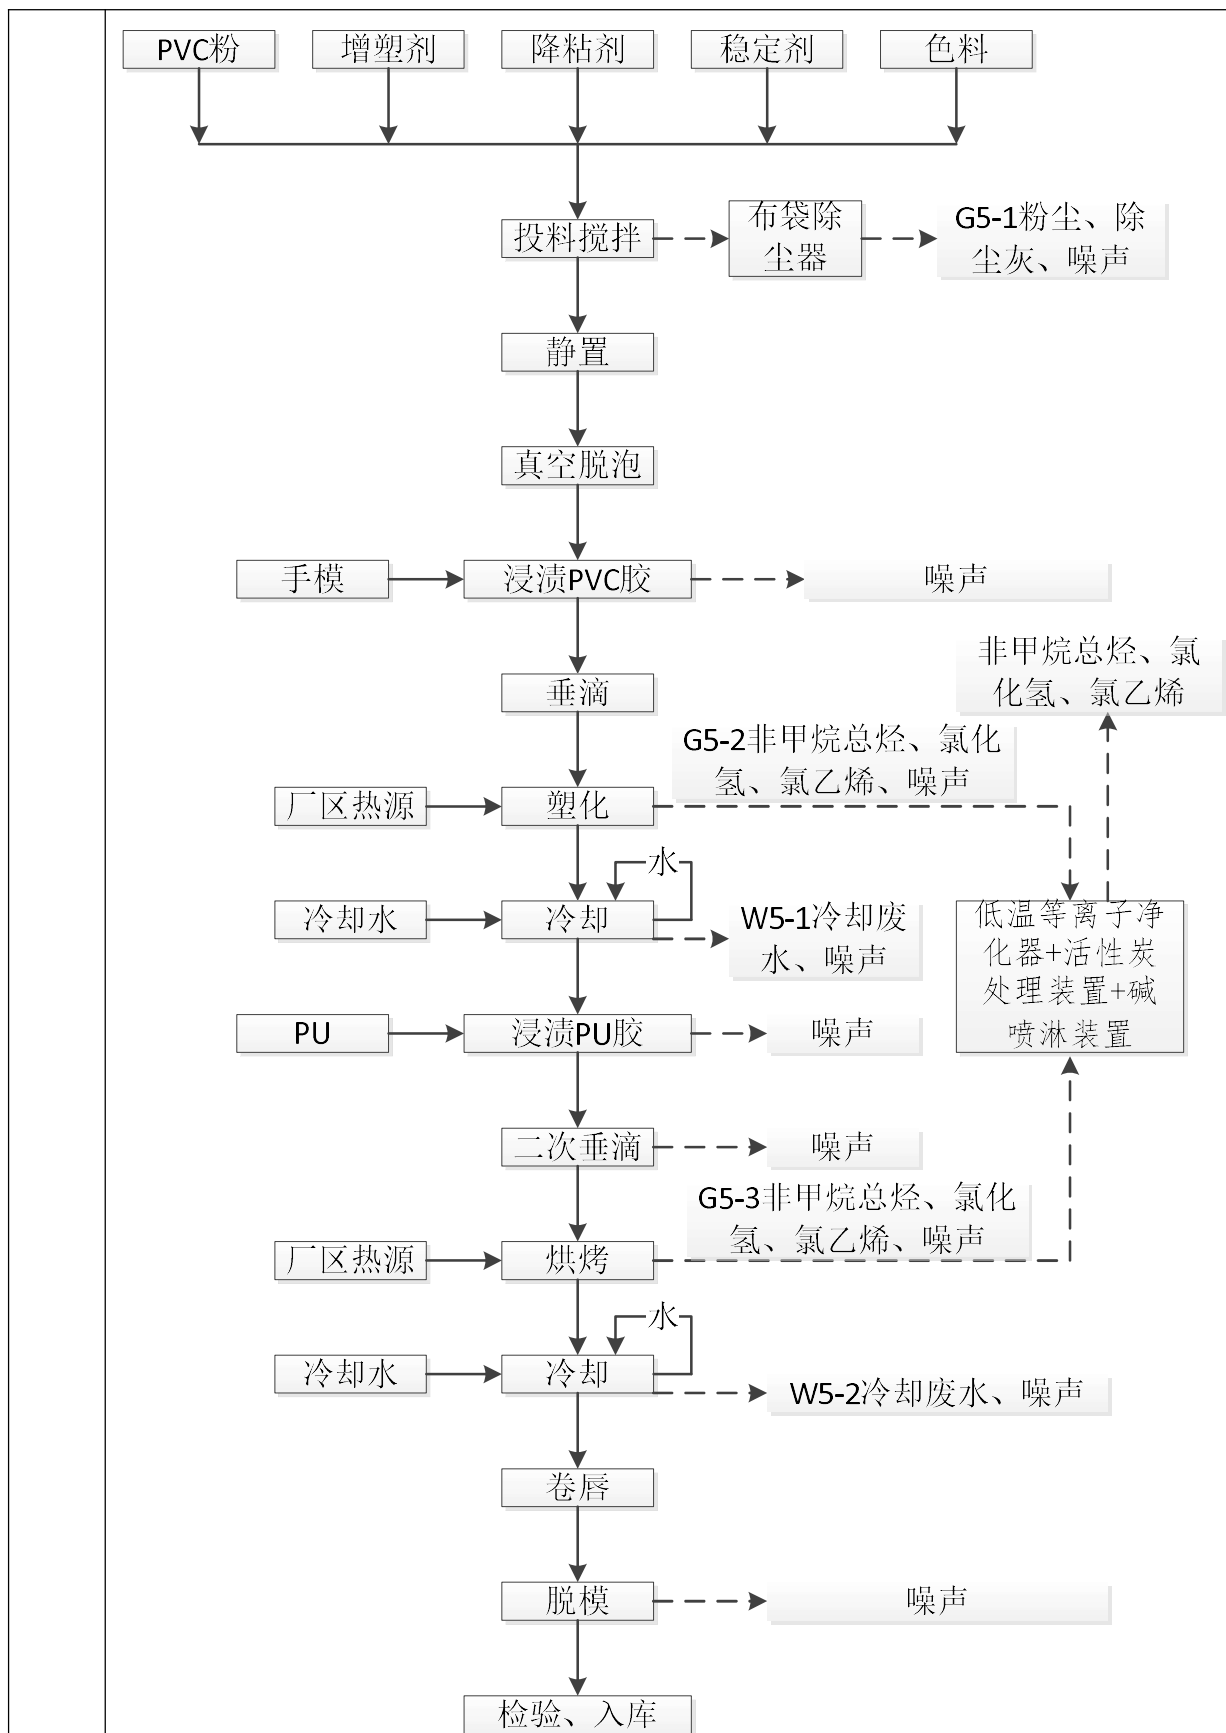 PVC粉
增塑剂
降粘剂
稳定剂
色料
投料搅拌
布袋除
尘器
G5-1粉尘、除
尘灰、噪声
静置
真空脱泡
手模
浸渍PVC胶
噪声
非甲烷总烃、氯
化氢、氯乙烯
垂滴
G5-2非甲烷总烃、氯化
氢、氯乙烯、噪声
厂区热源
塑化
水
冷却水
冷却
W5-1冷却废
水、噪声
低温等离子净
化器+活性炭
处理装置+碱
喷淋装置
PU
浸渍PU胶
噪声
二次垂滴
噪声
G5-3非甲烷总烃、氯化
氢、氯乙烯、噪声
厂区热源
烘烤
水
冷却水
冷却
W5-2冷却废水、噪声
卷唇
脱模
噪声
检验、入库